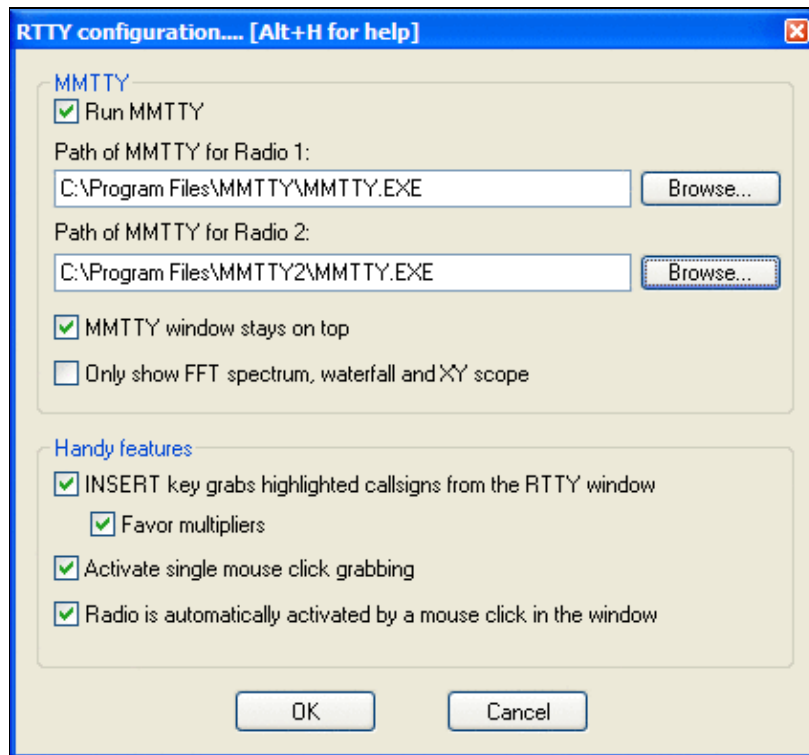 RTTY configuration.... [Alt+H for help]
MMTTY
Run MMTTY
Path of MMTTY for Radio 1:
C:\Program Files\MMTTY\MMTTY.EXE
Browse...
Path of MMTTY for Radio 2:
C:\Program Files\MMTTY2\MMTTY.EXE
Browse...
MMTTY window stays on top
Only show FFT spectrum, waterfall and XY scope
Handy features
INSERT key grabs highlighted callsigns from the RTTY window
Favor multipliers
Activate single mouse click grabbing
Radio is automatically activated by a mouse click in the window
OK
Cancel